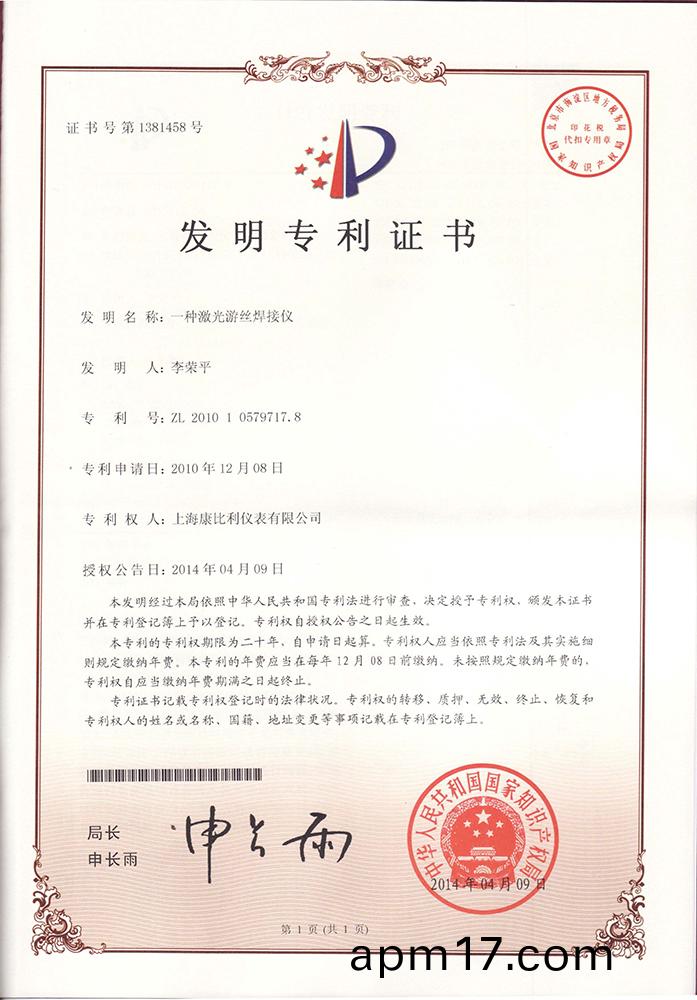 证书号第1381458号
北京市海淀区地方税务局
印花税
代扣专用章
国家知识产权局
发明专利证书
发明名称：一种激光游丝焊接仪
发明人：李荣平
专利号：ZL 2010 1 0579717.8
专利申请日：2010年12月08日
专利权人：上海康比利仪表有限公司
授权公告日：2014年04月09日
本发明经过本局依照中华人民共和国专利法进行审查，决定授予专利权，颁发本证书
并在专利登记簿上予以登记。专利权自授权公告之日起生效。
本专利的专利权期限为二十年，自申请日起算。专利权人应当依照专利法及其实施细
则规定缴纳年费。本专利的年费应当在每年12月08日前缴纳。未按照规定缴纳年费的，
专利权自应当缴纳年费期满之日起终止。
专利证书记载专利权登记时的法律状况。专利权的转移、质押、无效、终止、恢复和
专利权人的姓名或名称、国籍、地址变更等事项记载在专利登记簿上。
局长
申长雨
申长雨
中华人民共和国国家知识产权局
2014年04月09日
第1页(共1页)
apm17.com